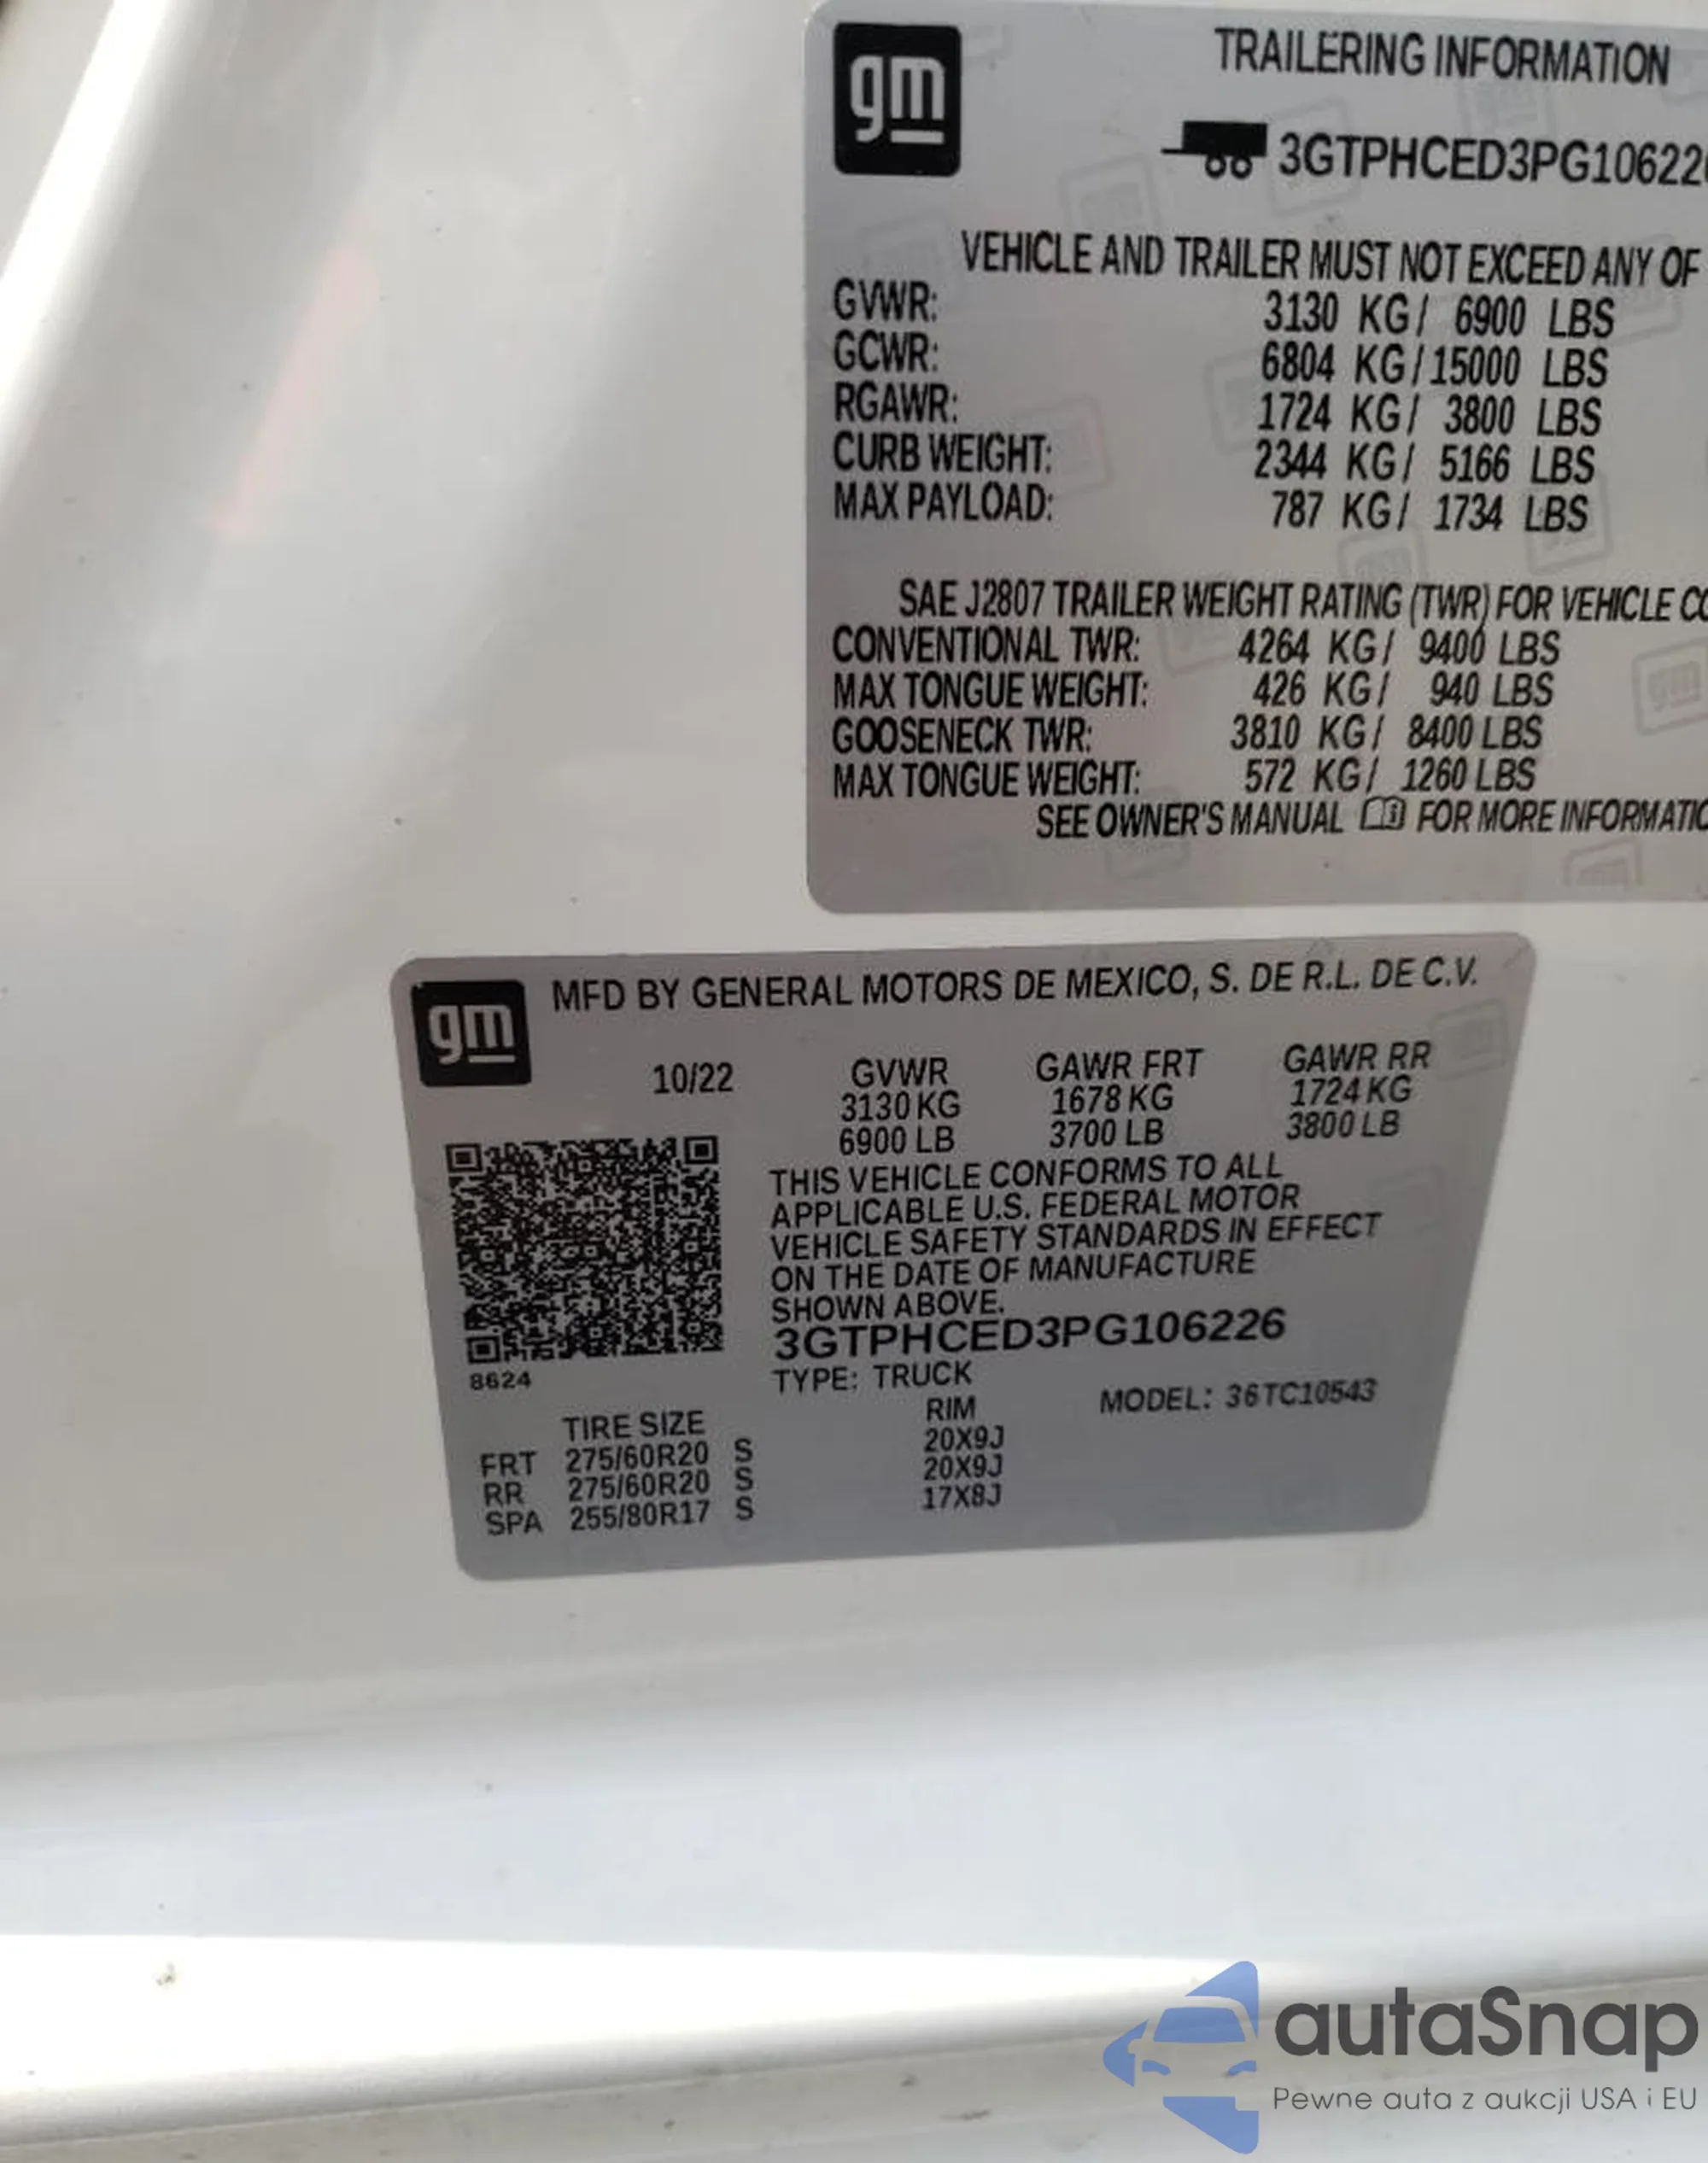 gm
TRAILERING INFORMATION
3GTPHCED3PG10622
VEHICLE AND TRAILER MUST NOT EXCEED ANY OF
GVWR: 3130 KG/ 6900 LBS
GCWR: 6804 KG/15000 LBS
RGAWR: 1724 KG/ 3800 LBS
CURB WEIGHT: 2344 KG/ 5166 LBS
MAX PAYLOAD: 787 KG/ 1734 LBS
SAE J2807 TRAILER WEIGHT RATING (TWR) FOR VEHICLE CO
CONVENTIONAL TWR: 4264 KG/ 9400 LBS
MAX TONGUE WEIGHT: 426 KG/ 940 LBS
GOOSENECK TWR: 3810 KG/ 8400 LBS
MAX TONGUE WEIGHT: 572 KG/ 1260 LBS
SEE OWNER'S MANUAL FOR MORE INFORMATIO
gm
MFD BY GENERAL MOTORS DE MEXICO, S. DE R.L. DE C.V.
10/22 GVWR GAWR FRT GAWR RR
3130 KG 1678 KG 1724 KG
6900 LB 3700 LB 3800 LB
THIS VEHICLE CONFORMS TO ALL
APPLICABLE U.S. FEDERAL MOTOR
VEHICLE SAFETY STANDARDS IN EFFECT
ON THE DATE OF MANUFACTURE
SHOWN ABOVE.
3GTPHCED3PG106226
8624
TYPE: TRUCK
MODEL: 36TC10543
TIRE SIZE RIM
FRT 275/60R20 S 20X9J
RR 275/60R20 S 20X9J
SPA 255/80R17 S 17X8J
autaSnap
Pewne auta z aukcji USA i EU